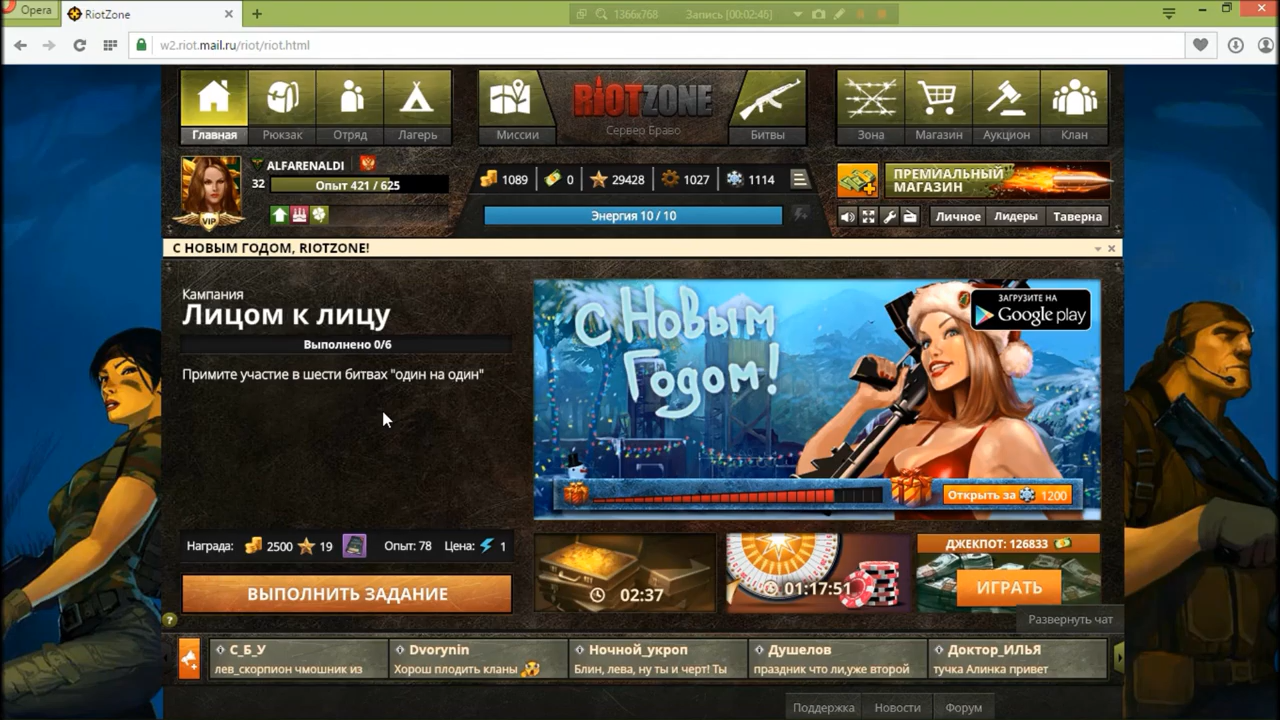 Opera
RiotZone
1366x768
Запись [00:02:46]
w2.riot.mail.ru/riot/riot.html
Главная
Рюкзак
Отряд
Лагерь
Миссии
RIOTZONE
Сервер Браво
Битвы
Зона
Магазин
Аукцион
Клан
ALFARENALDI
32
Опыт 421 / 625
VIP
1089
0
29428
1027
1114
Энергия 10 / 10
ПРЕМИАЛЬНЫЙ
МАГАЗИН
Личное
Лидеры
Таверна
С НОВЫМ ГОДОМ, RIOTZONE!
Кампания
Лицом к лицу
Выполнено 0/6
Примите участие в шести битвах "один на один"
С Новым
Годом!
ЗАГРУЗИТЕ НА
Google play
Открыть за 1200
Награда: 2500 19 Опыт: 78 Цена: 1
ВЫПОЛНИТЬ ЗАДАНИЕ
02:37
01:17:51
ДЖЕКПОТ: 126833
ИГРАТЬ
Развернуть чат
?
С_Б_У
лев_скорпион чмошник из
Dvorynin
Хорош плодить кланы
Ночной_укроп
Блин, лева, ну ты и черт! Ты
Душелов
праздник что ли,уже второй
Доктор_ИЛЬЯ
тучка Алинка привет
Поддержка
Новости
Форум